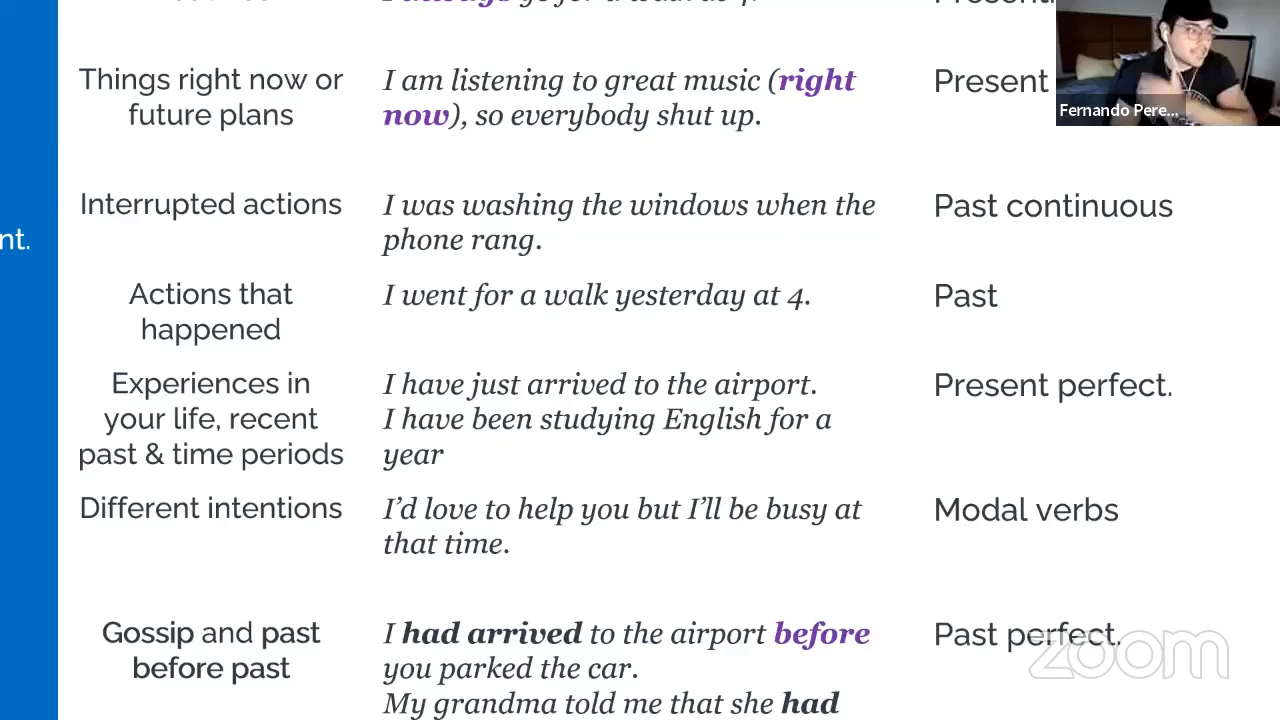 Things right now or
future plans
I am listening to great music (right
now), so everybody shut up.
Present
Fernando Pere...
Interrupted actions
I was washing the windows when the
phone rang.
Past continuous
nt.
Actions that
happened
I went for a walk yesterday at 4.
Past
Experiences in
your life, recent
past & time periods
I have just arrived to the airport.
I have been studying English for a
year
Present perfect.
Different intentions
I'd love to help you but I'll be busy at
that time.
Modal verbs
Gossip and past
before past
I had arrived to the airport before
you parked the car.
My grandma told me that she had
Past perfect.
zoom